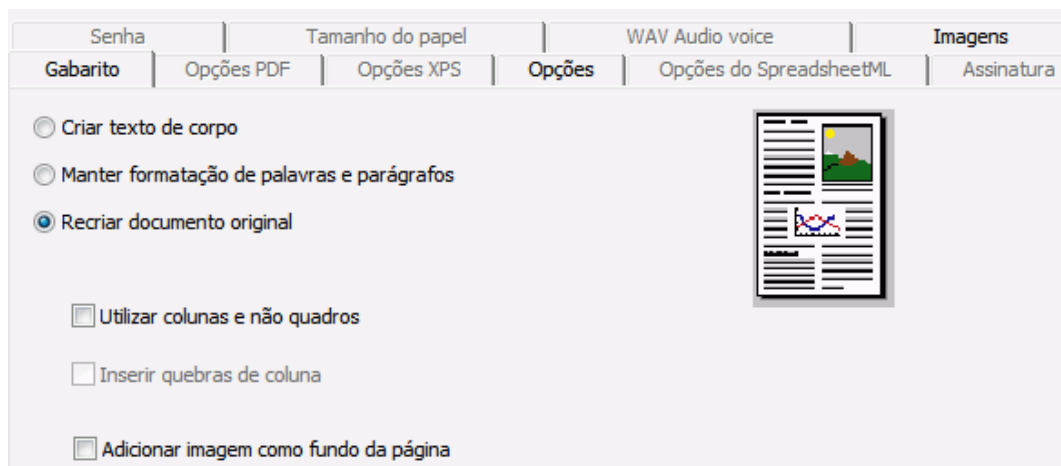 Senha Tamanho do papel WAV Audio voice Imagens
Gabarito Opções PDF Opções XPS Opções Opções do SpreadsheetML Assinatura
Criar texto de corpo
Manter formatação de palavras e parágrafos
Recriar documento original
Utilizar colunas e não quadros
Inserir quebras de coluna
Adicionar imagem como fundo da página